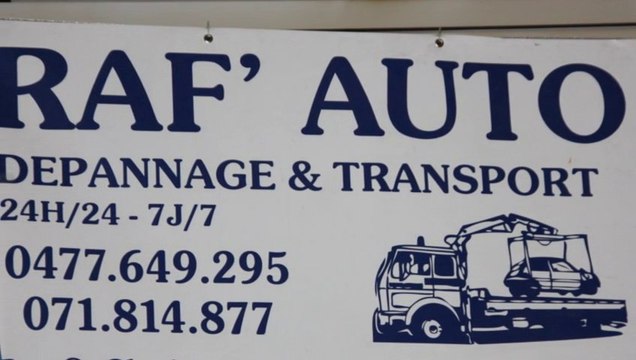 RAF' AUTO
DEPANNAGE & TRANSPORT
24H/24 - 7J/7
0477.649.295
071.814.877